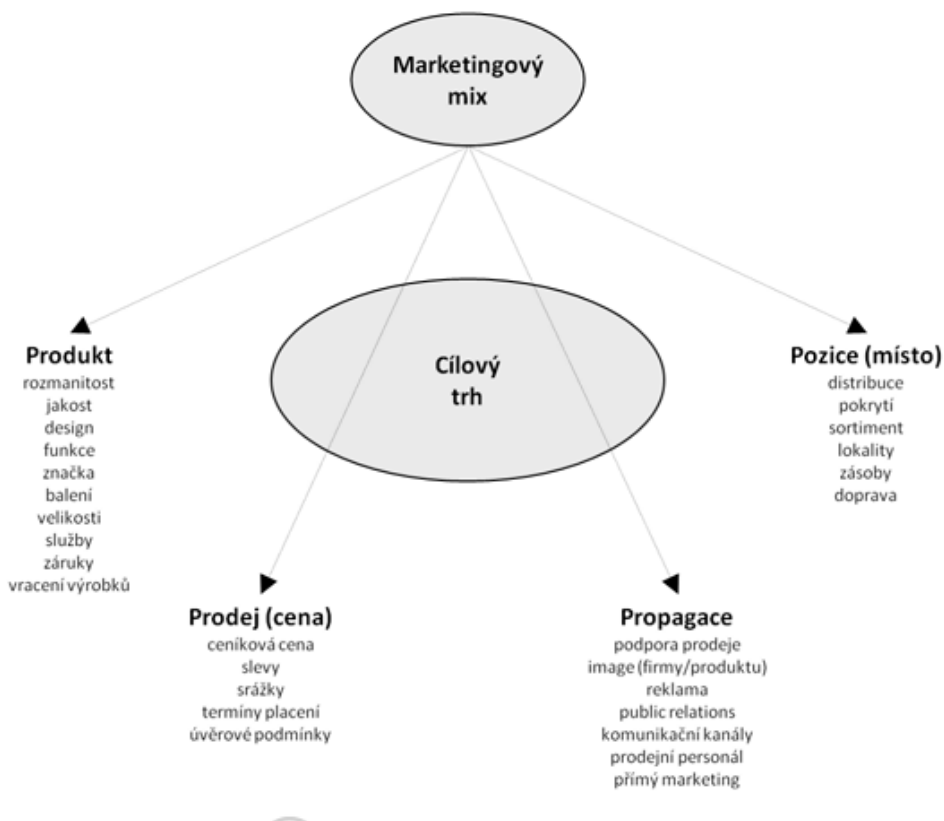 Marketingový
mix
Cílový
trh
Produkt
rozmanitost
jakost
design
funkce
značka
balení
velikosti
služby
záruky
vracení výrobků
Pozice (místo)
distribuce
pokrytí
sortiment
lokality
zásoby
doprava
Prodej (cena)
ceníková cena
slevy
srážky
termíny placení
úvěrové podmínky
Propagace
podpora prodeje
image (firmy/produktu)
reklama
public relations
komunikační kanály
prodejní personál
přímý marketing